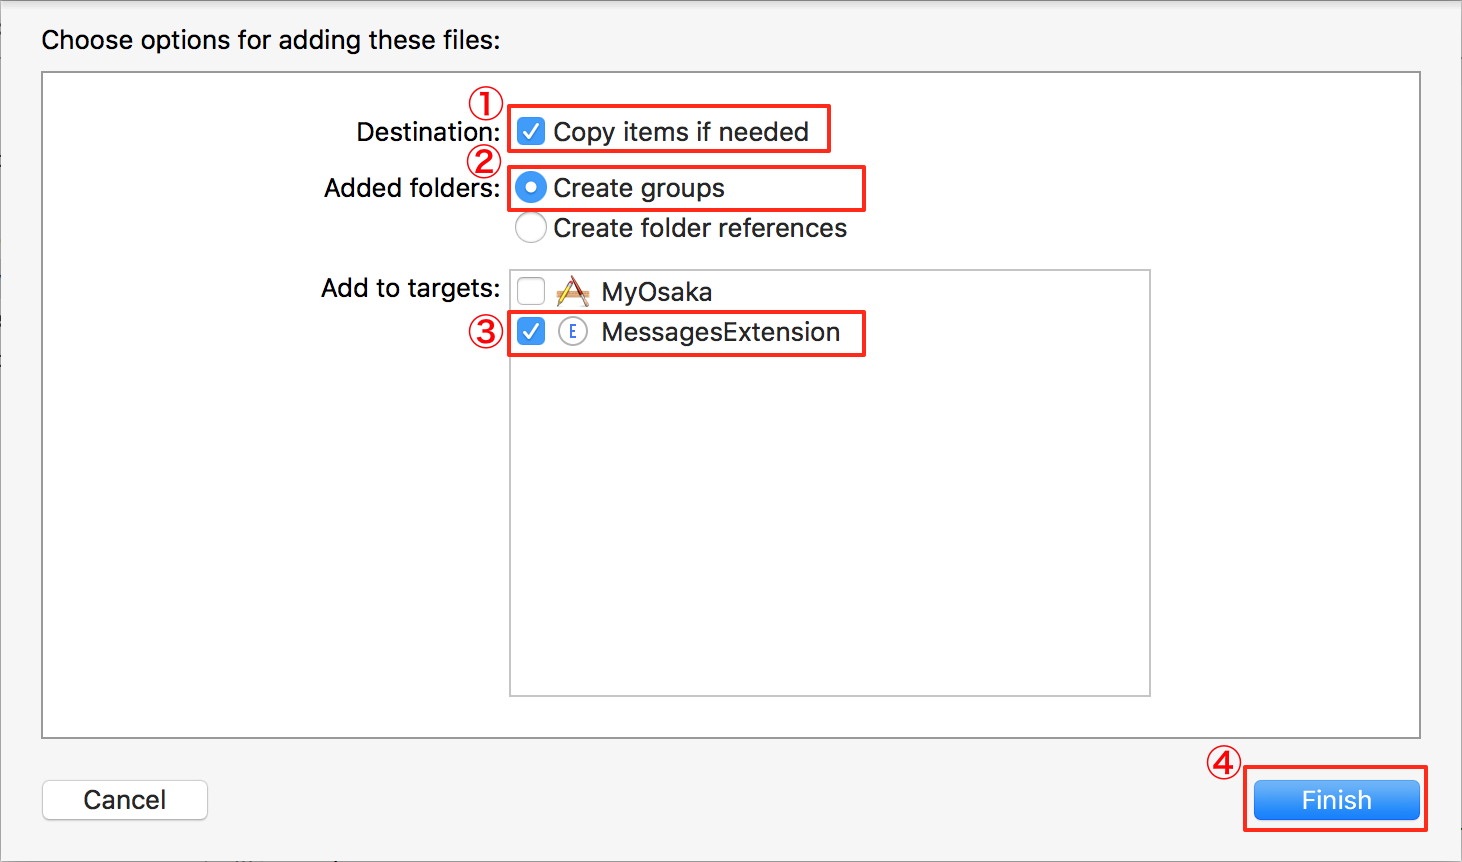 Choose options for adding these files:
①
Destination: Copy items if needed
②
Added folders: Create groups
Create folder references
Add to targets: MyOsaka
③ E MessagesExtension
④
Cancel Finish